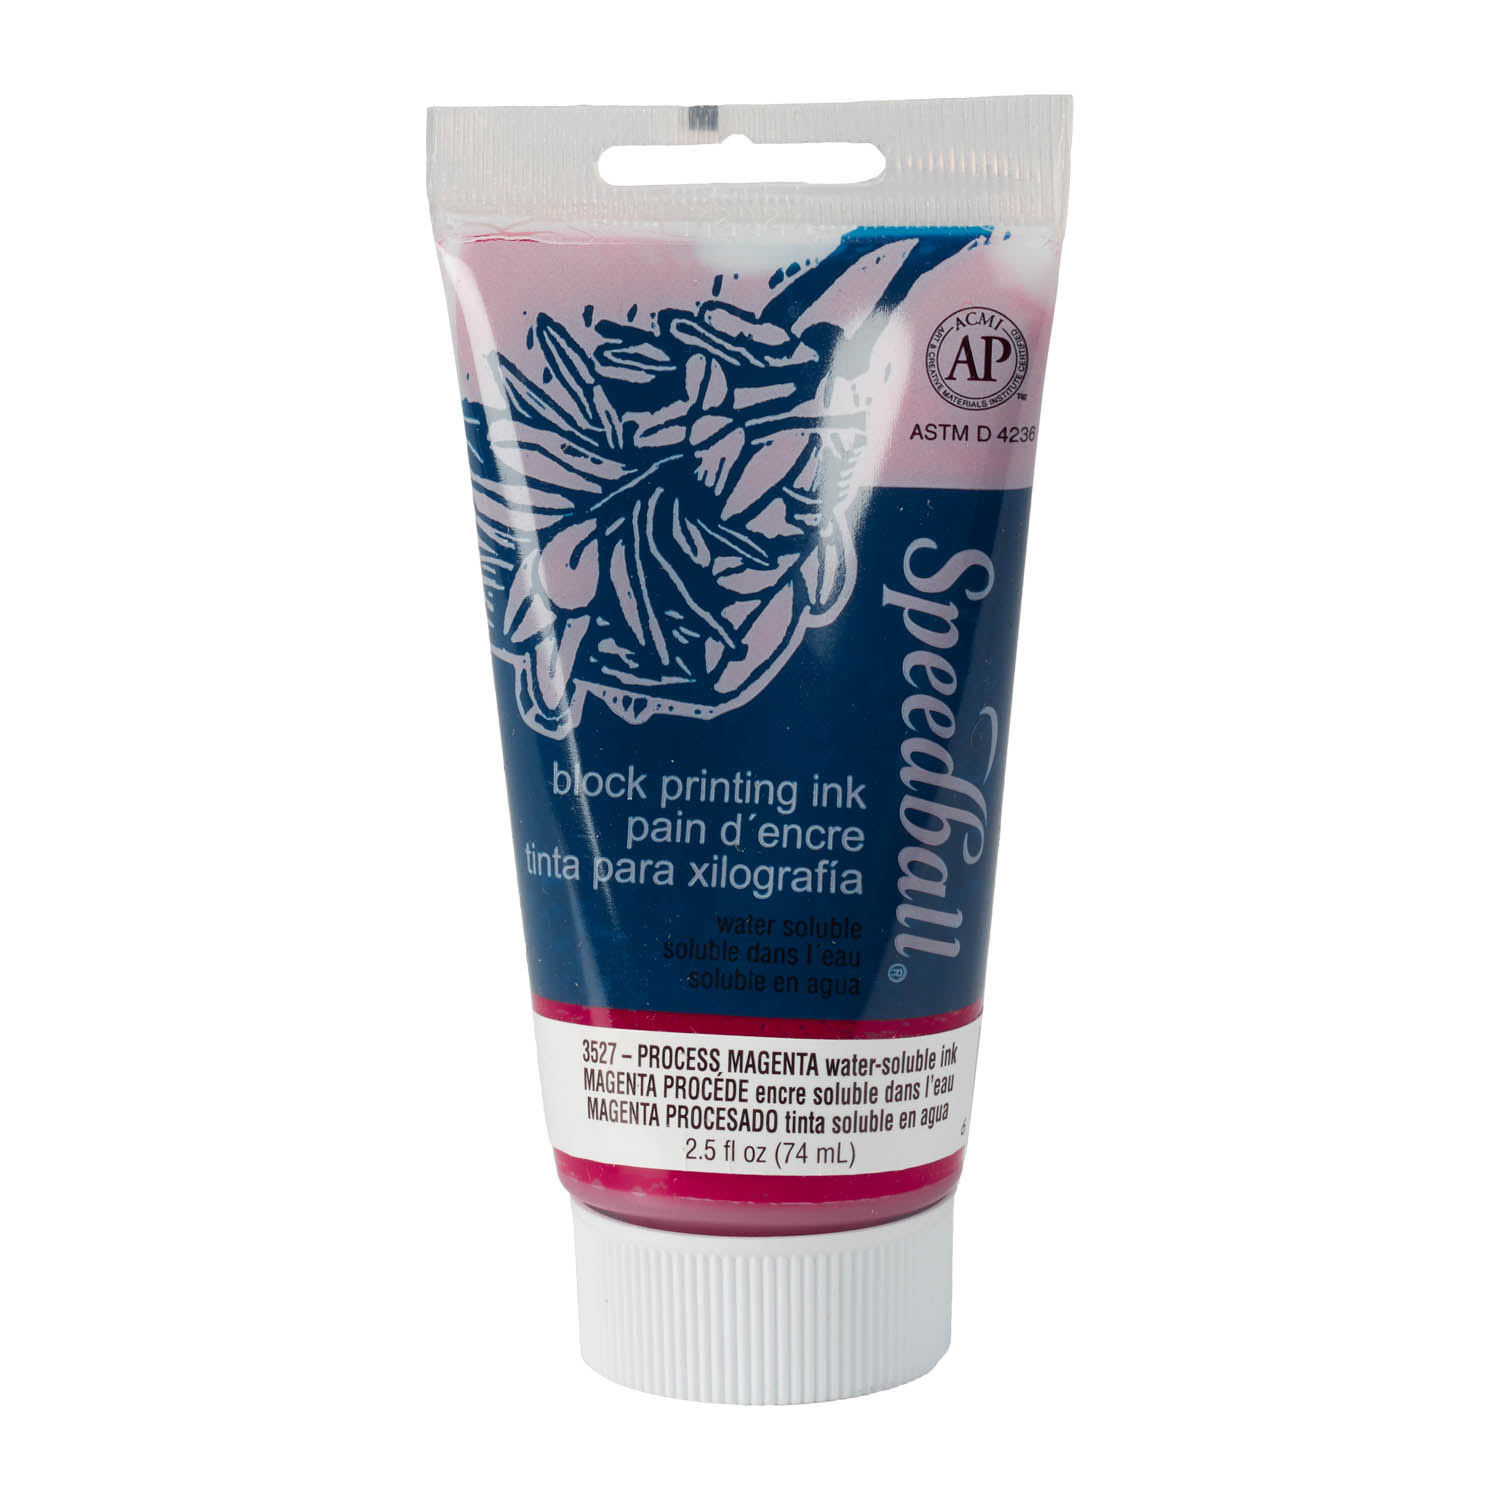 ACMI
ART & CREATIVE MATERIALS INSTITUTE CERTIFIED
AP
TM
ASTM D 4236
Speedball®
block printing ink
pain d´encre
tinta para xilografía
water soluble
soluble dans l´eau
soluble en agua
3527 – PROCESS MAGENTA water-soluble ink
MAGENTA PROCÉDE encre soluble dans l'eau
MAGENTA PROCESADO tinta soluble en agua
2.5 fl oz (74 mL)
6